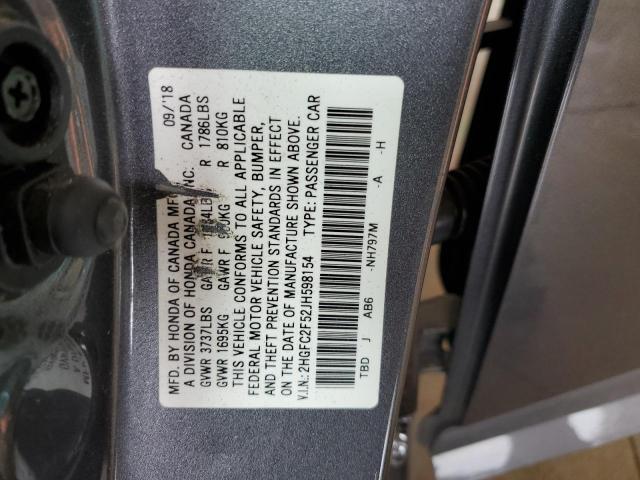 MFD. BY HONDA OF CANADA MFG. 09/'18
A DIVISION OF HONDA CANADA INC. CANADA
GVWR 3737LBS GAWR F R 1786LBS
GVWR 1695KG GAWR F R 810KG
THIS VEHICLE CONFORMS TO ALL APPLICABLE
FEDERAL MOTOR VEHICLE SAFETY, BUMPER,
AND THEFT PREVENTION STANDARDS IN EFFECT
ON THE DATE OF MANUFACTURE SHOWN ABOVE.
V.I.N.: 2HGFC2F52JH598154 TYPE: PASSENGER CAR
TBD J AB6 -NH797M -A -H